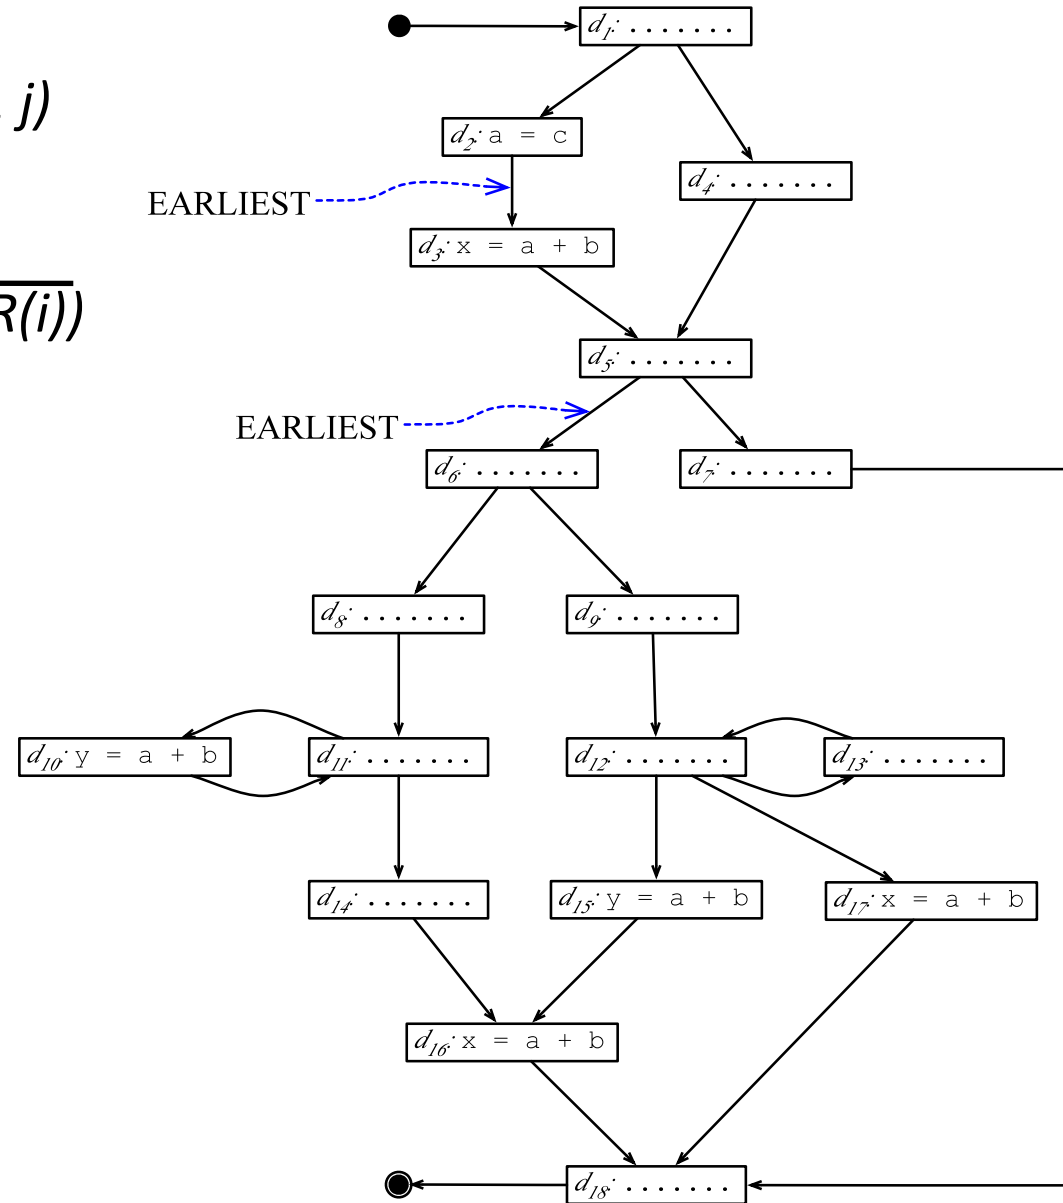 d1: . . . . . . .
, j)
d2: a = c
d4: . . . . . . .
EARLIEST
d3: x = a + b
R(i))
d5: . . . . . . .
EARLIEST
d6: . . . . . . .
d7: . . . . . . .
d8: . . . . . . .
d9: . . . . . . .
d10: y = a + b
d11: . . . . . . .
d12: . . . . . . .
d13: . . . . . . .
d14: . . . . . . .
d15: y = a + b
d17: x = a + b
d16: x = a + b
d18: . . . . . . .